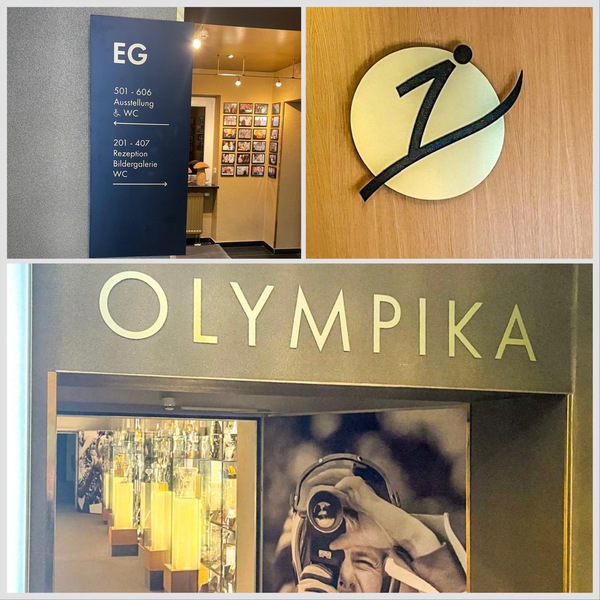 EG
501 - 606
Ausstellung
WC
201 - 407
Rezeption
Bildergalerie
WC
OLYMPIKA